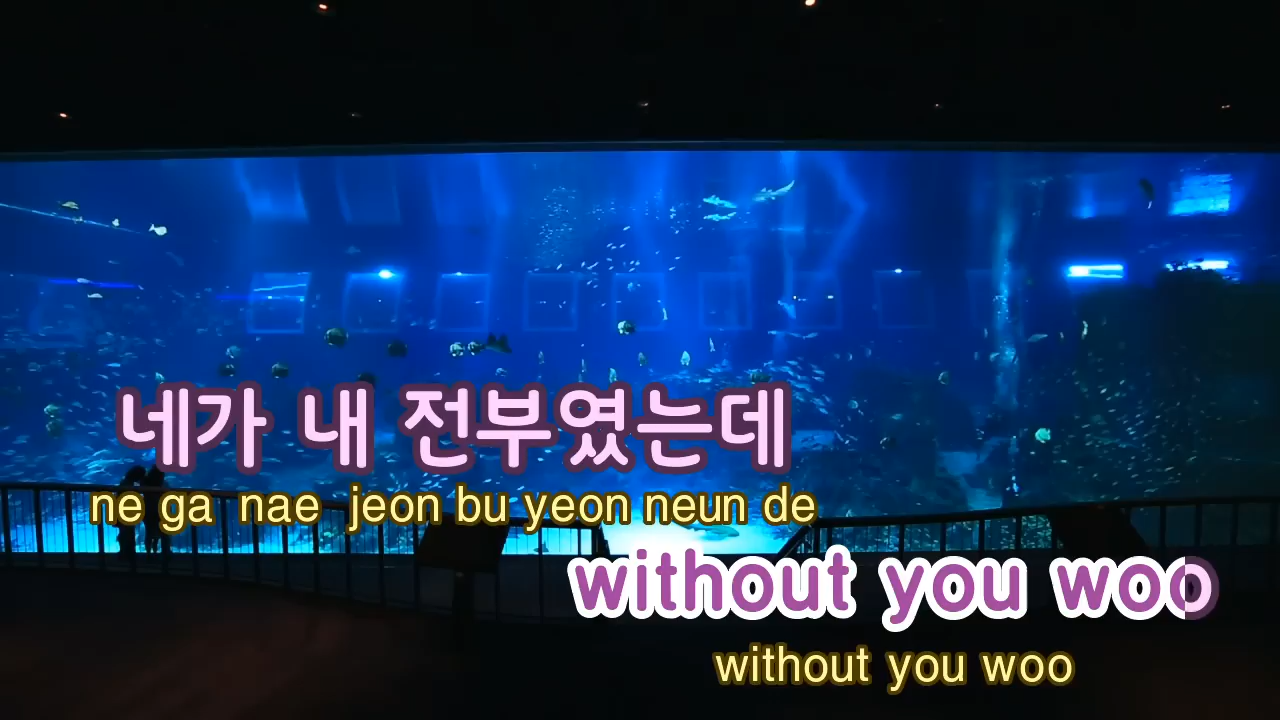 네가 내 전부였는데
ne ga nae jeon bu yeon neun de
without you woo
without you woo